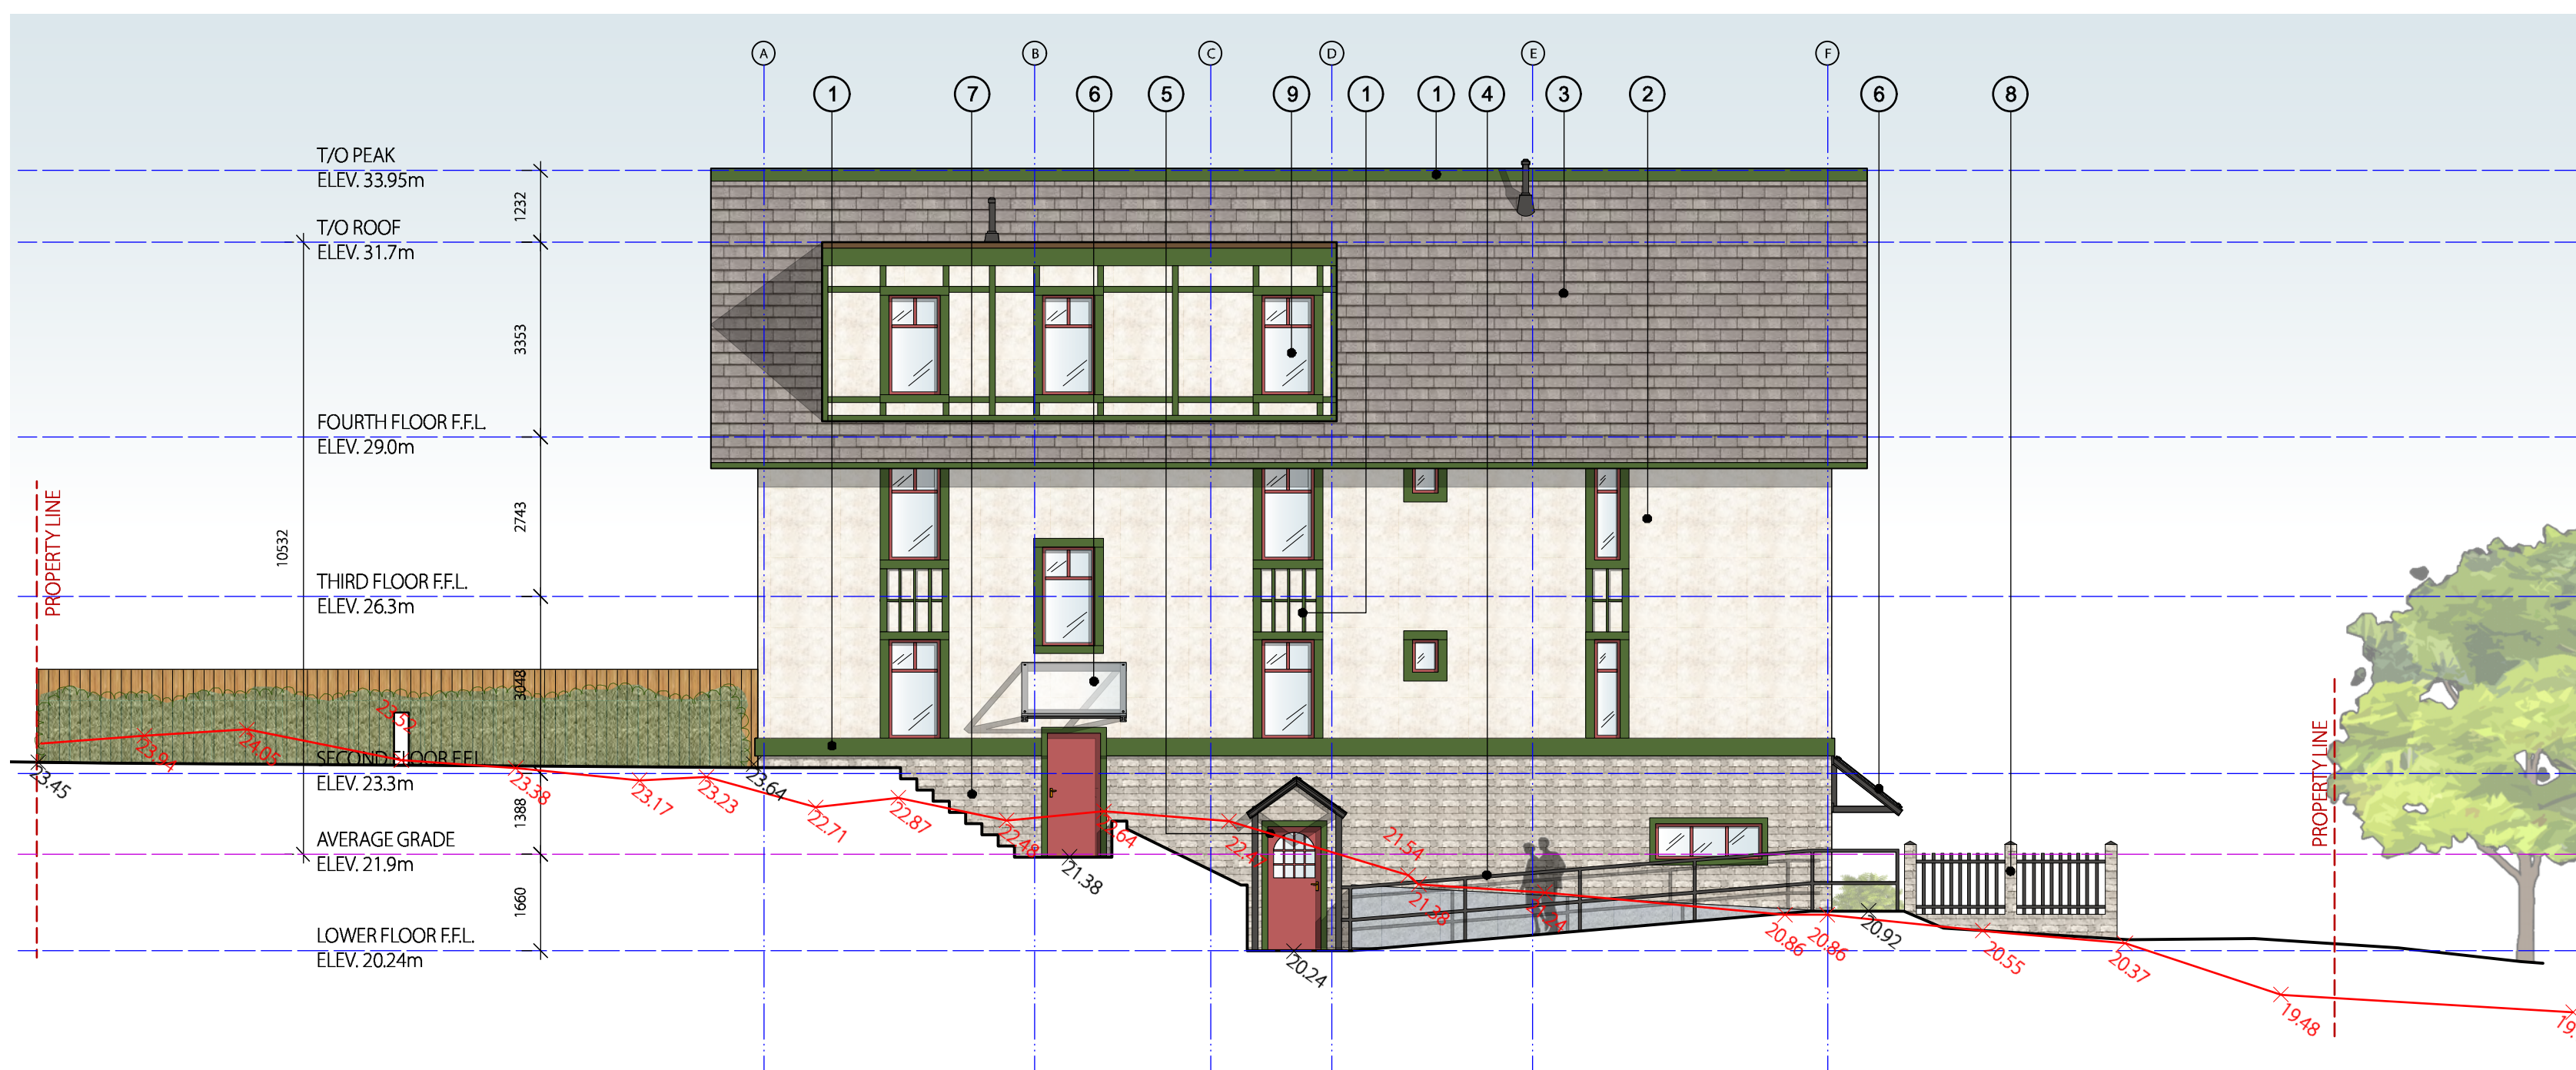 A B C D E F
1 7 6 5 9 1 1 4 3 2 6 8
T/O PEAK
ELEV. 33.95m
1232
T/O ROOF
ELEV. 31.7m
3353
FOURTH FLOOR F.F.L.
ELEV. 29.0m
2743
10532
THIRD FLOOR F.F.L.
ELEV. 26.3m
3048
SECOND FLOOR F.F.L.
ELEV. 23.3m
1388
AVERAGE GRADE
ELEV. 21.9m
1660
LOWER FLOOR F.F.L.
ELEV. 20.24m
PROPERTY LINE
PROPERTY LINE
23.45
23.94
24.05
23.52
23.38
23.17
23.23
23.64
22.71
22.87
22.48
21.38
22.64
22.47
20.24
21.54
21.38
21.24
20.86
20.86
20.92
20.55
20.37
19.48